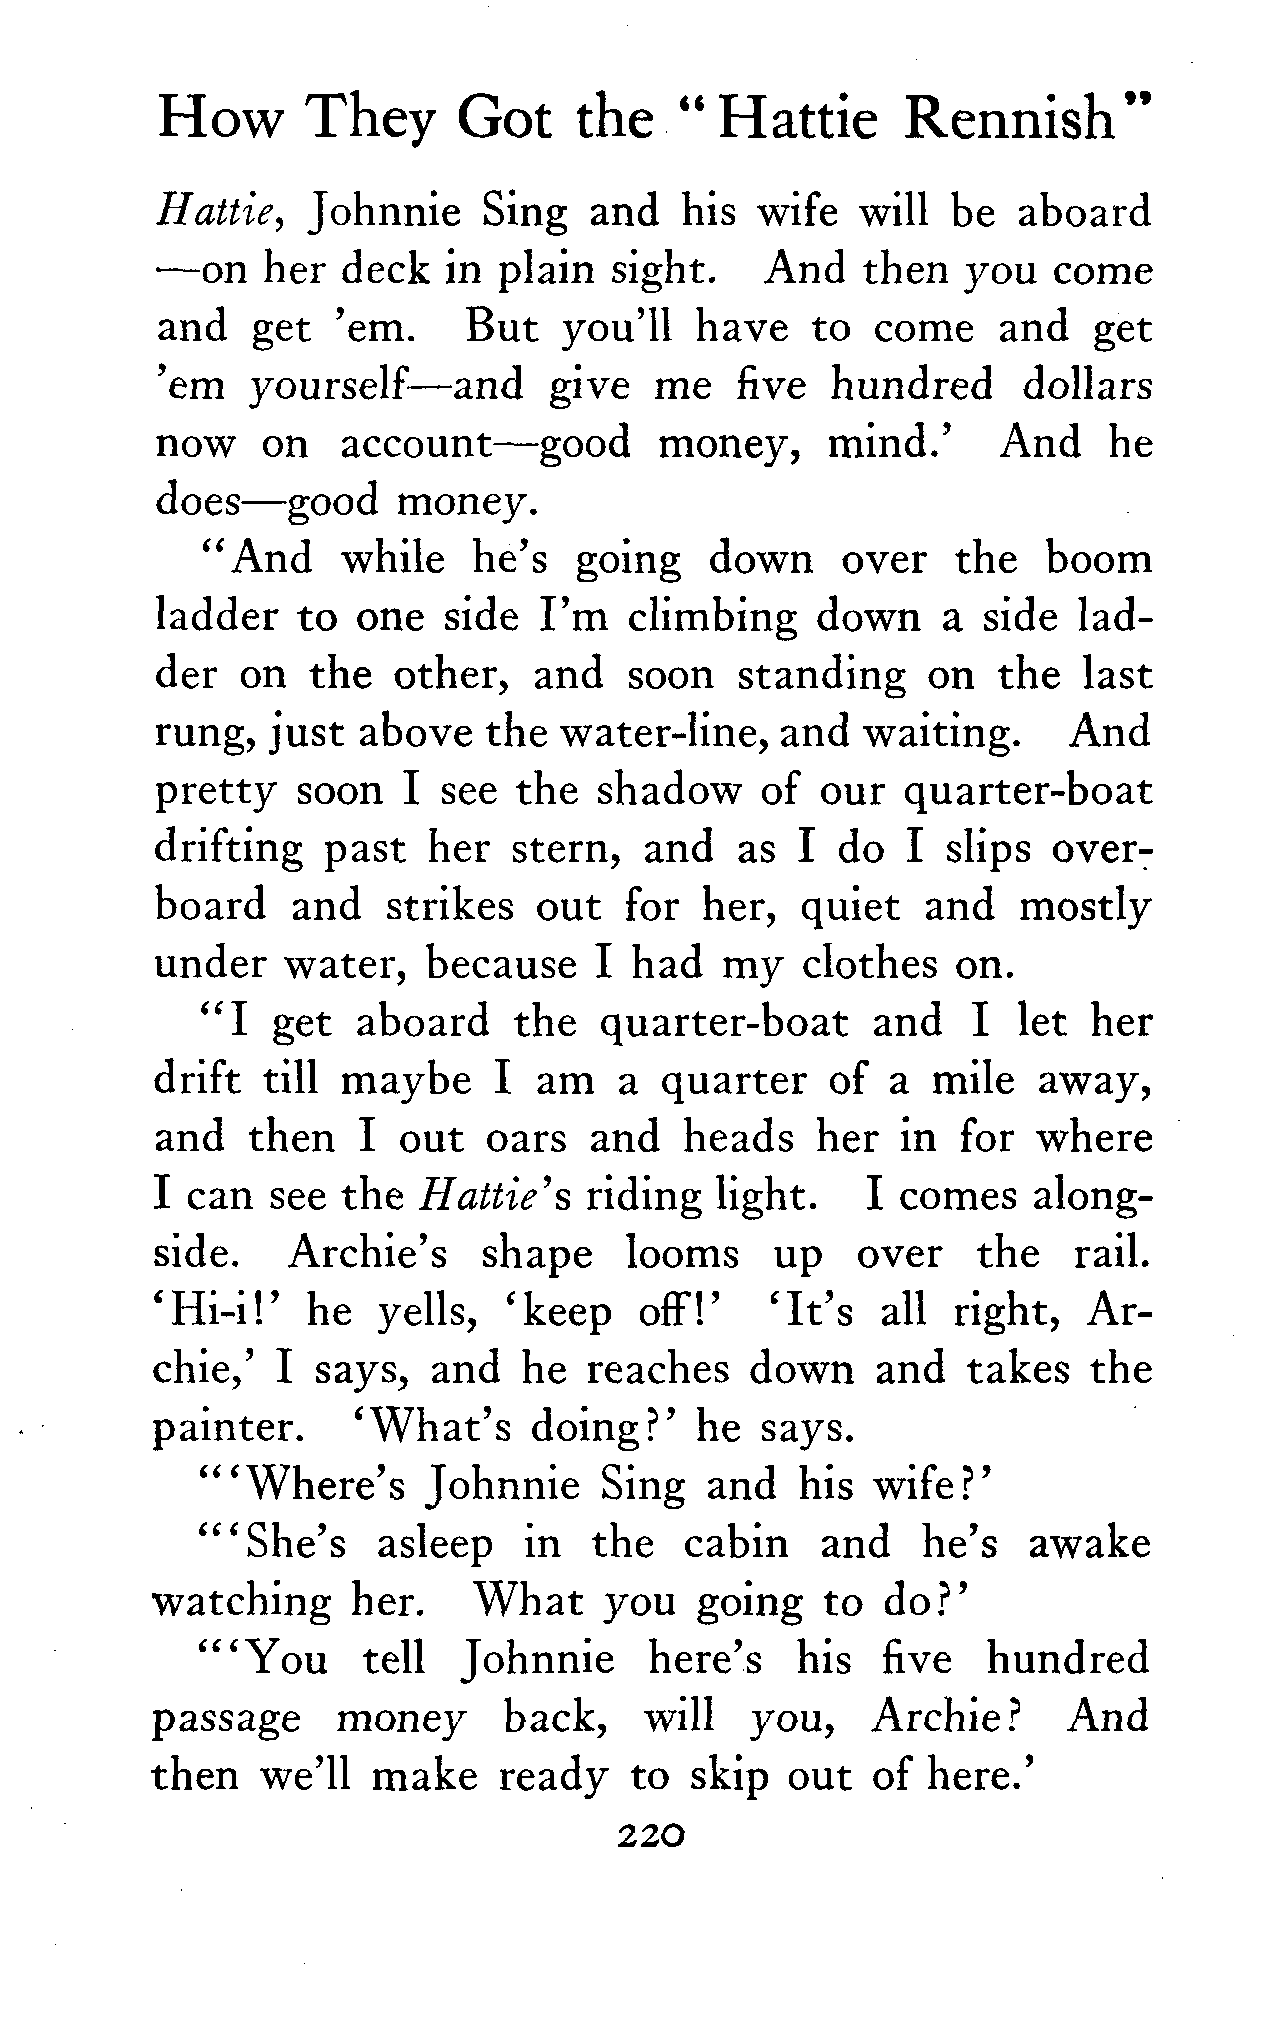 How They Got the “Hattie Rennish”
Hattie, Johnnie Sing and his wife will be aboard
—on her deck in plain sight. And then you come
and get ’em. But you’ll have to come and get
’em yourself—and give me five hundred dollars
now on account—good money, mind.’ And he
does—good money.
“And while he’s going down over the boom
ladder to one side I’m climbing down a side lad-
der on the other, and soon standing on the last
rung, just above the water-line, and waiting. And
pretty soon I see the shadow of our quarter-boat
drifting past her stern, and as I do I slips over-
board and strikes out for her, quiet and mostly
under water, because I had my clothes on.
“I get aboard the quarter-boat and I let her
drift till maybe I am a quarter of a mile away,
and then I out oars and heads her in for where
I can see the Hattie’s riding light. I comes along-
side. Archie’s shape looms up over the rail.
‘Hi-i!’ he yells, ‘keep off!’ ‘It’s all right, Ar-
chie,’ I says, and he reaches down and takes the
painter. ‘What’s doing?’ he says.
“‘Where’s Johnnie Sing and his wife?’
“‘She’s asleep in the cabin and he’s awake
watching her. What you going to do?’
“‘You tell Johnnie here’s his five hundred
passage money back, will you, Archie? And
then we’ll make ready to skip out of here.’
220